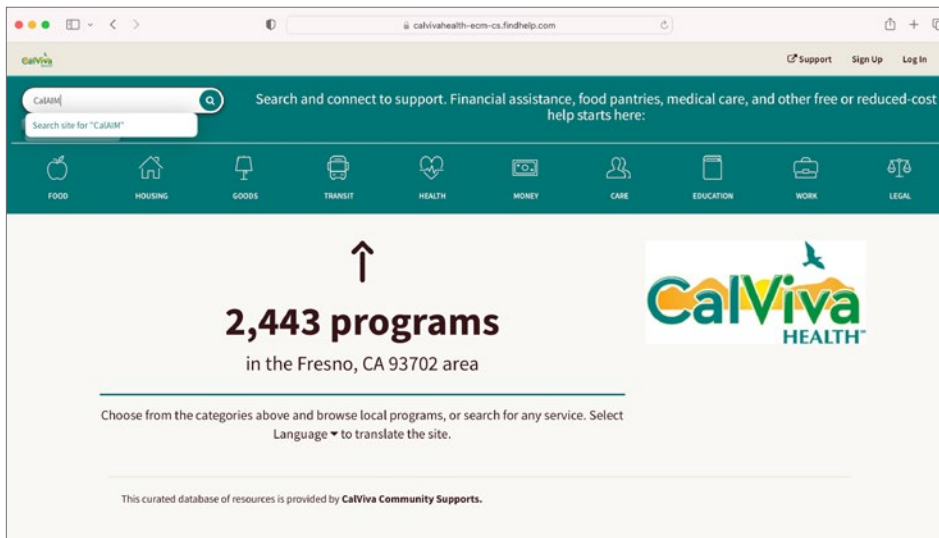 calvivahealth-ecm-cs.findhelp.com
CalViva
HEALTH
Support Sign Up Log In
CalAIM
Search site for "CalAIM"
Search and connect to support. Financial assistance, food pantries, medical care, and other free or reduced-cost
help starts here:
FOOD HOUSING GOODS TRANSIT HEALTH MONEY CARE EDUCATION WORK LEGAL
2,443 programs
in the Fresno, CA 93702 area
CalViva
HEALTH™
Choose from the categories above and browse local programs, or search for any service. Select
Language ▾ to translate the site.
This curated database of resources is provided by CalViva Community Supports.